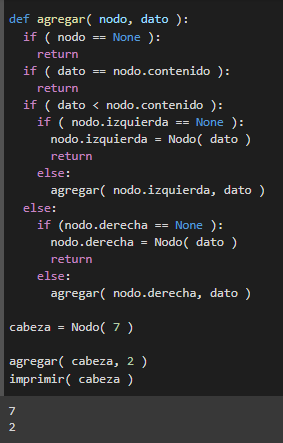 def agregar( nodo, dato ):
  if ( nodo == None ):
    return
  if ( dato == nodo.contenido ):
    return
  if ( dato < nodo.contenido ):
    if ( nodo.izquierda == None ):
      nodo.izquierda = Nodo( dato )
      return
    else:
      agregar( nodo.izquierda, dato )
  else:
    if (nodo.derecha == None ):
      nodo.derecha = Nodo( dato )
      return
    else:
      agregar( nodo.derecha, dato )

cabeza = Nodo( 7 )

agregar( cabeza, 2 )
imprimir( cabeza )
7
2